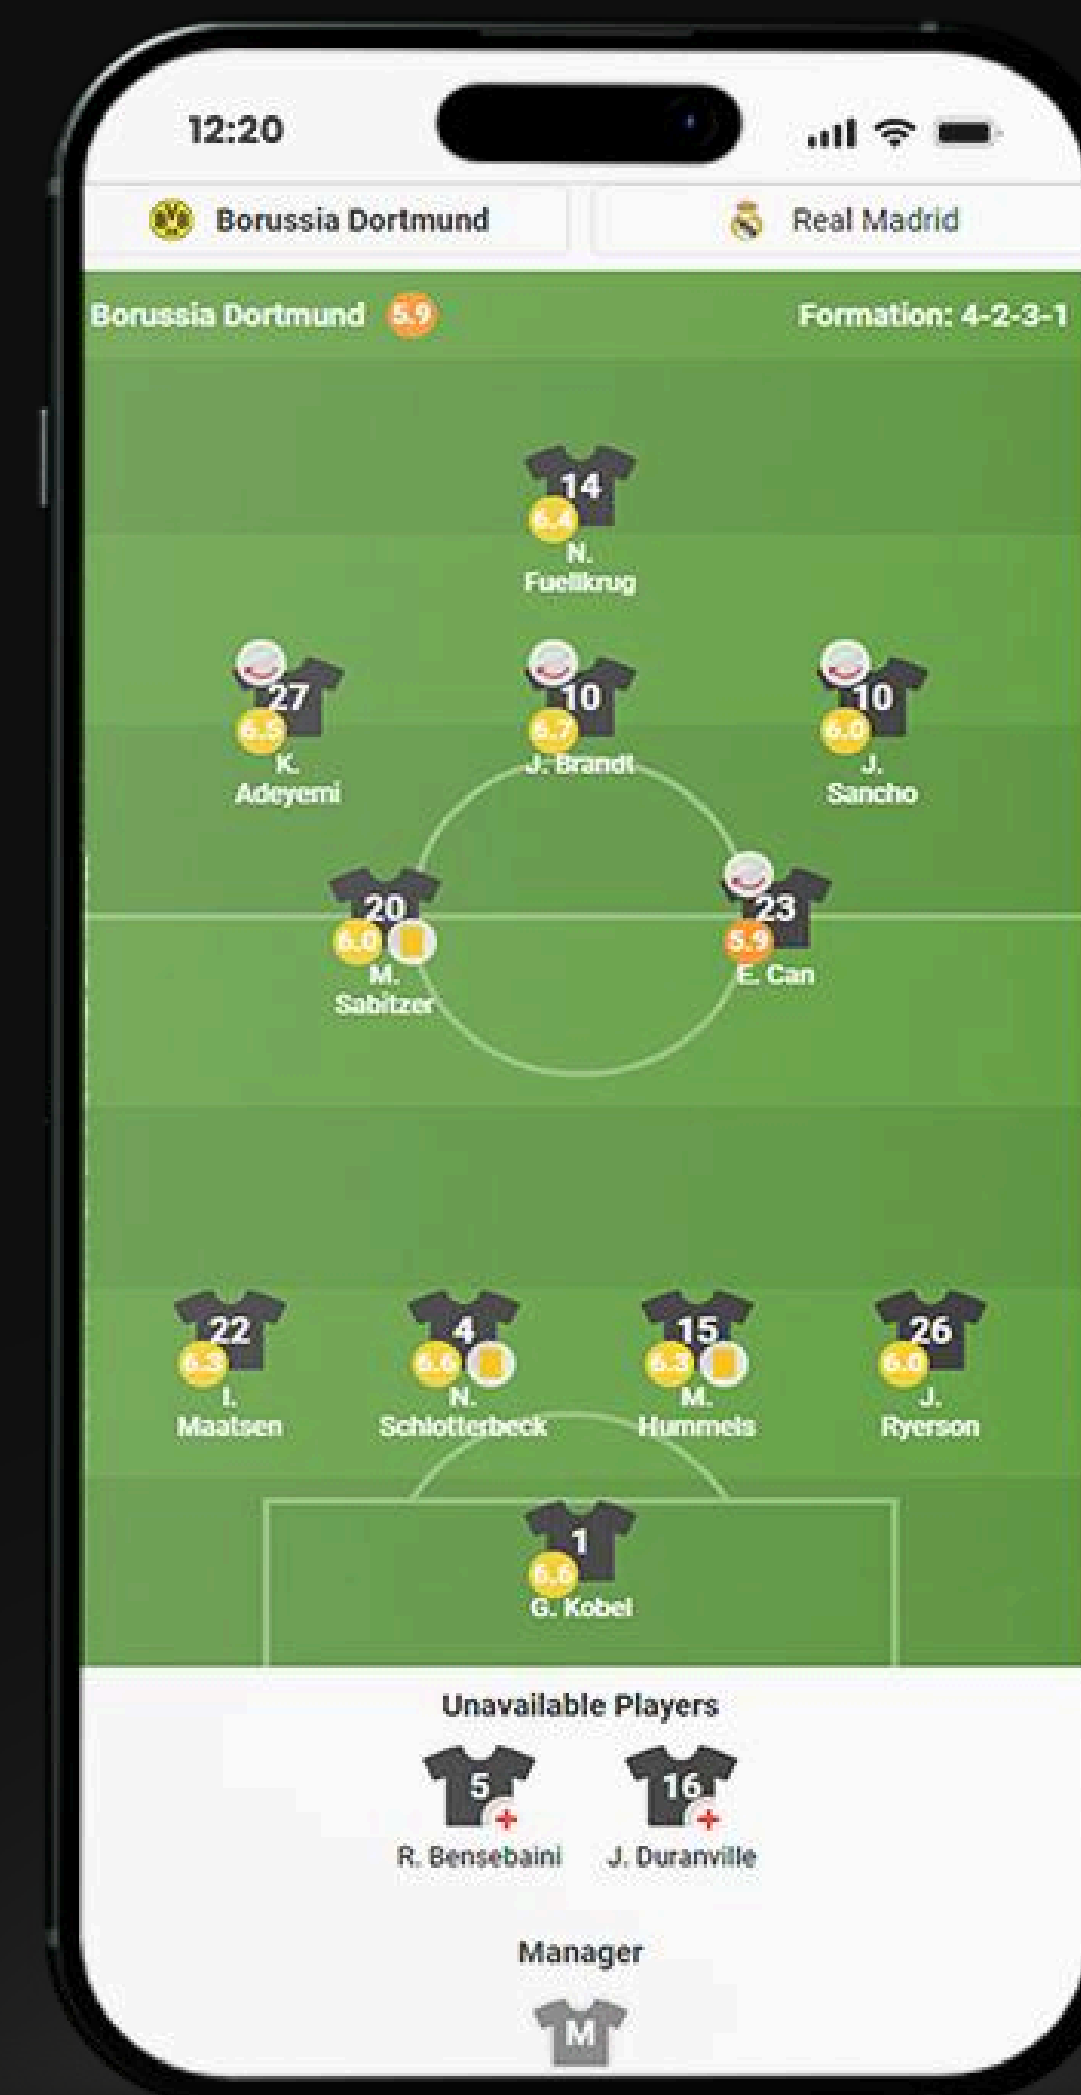 12:20
BVB
Borussia Dortmund
Real Madrid
Borussia Dortmund 5.9
Formation: 4-2-3-1
14
6.4
N.
Fuellkrug
27
6.5
K.
Adeyemi
10
6.7
J. Brandt
10
6.0
J.
Sancho
20
6.0
M.
Sabitzer
23
5.9
E. Can
22
6.3
I.
Maatsen
4
6.6
N.
Schlotterbeck
15
6.3
M.
Hummels
26
6.0
J.
Ryerson
1
6.6
G. Kobel
Unavailable Players
5
R. Bensebaini
16
J. Duranville
Manager
M